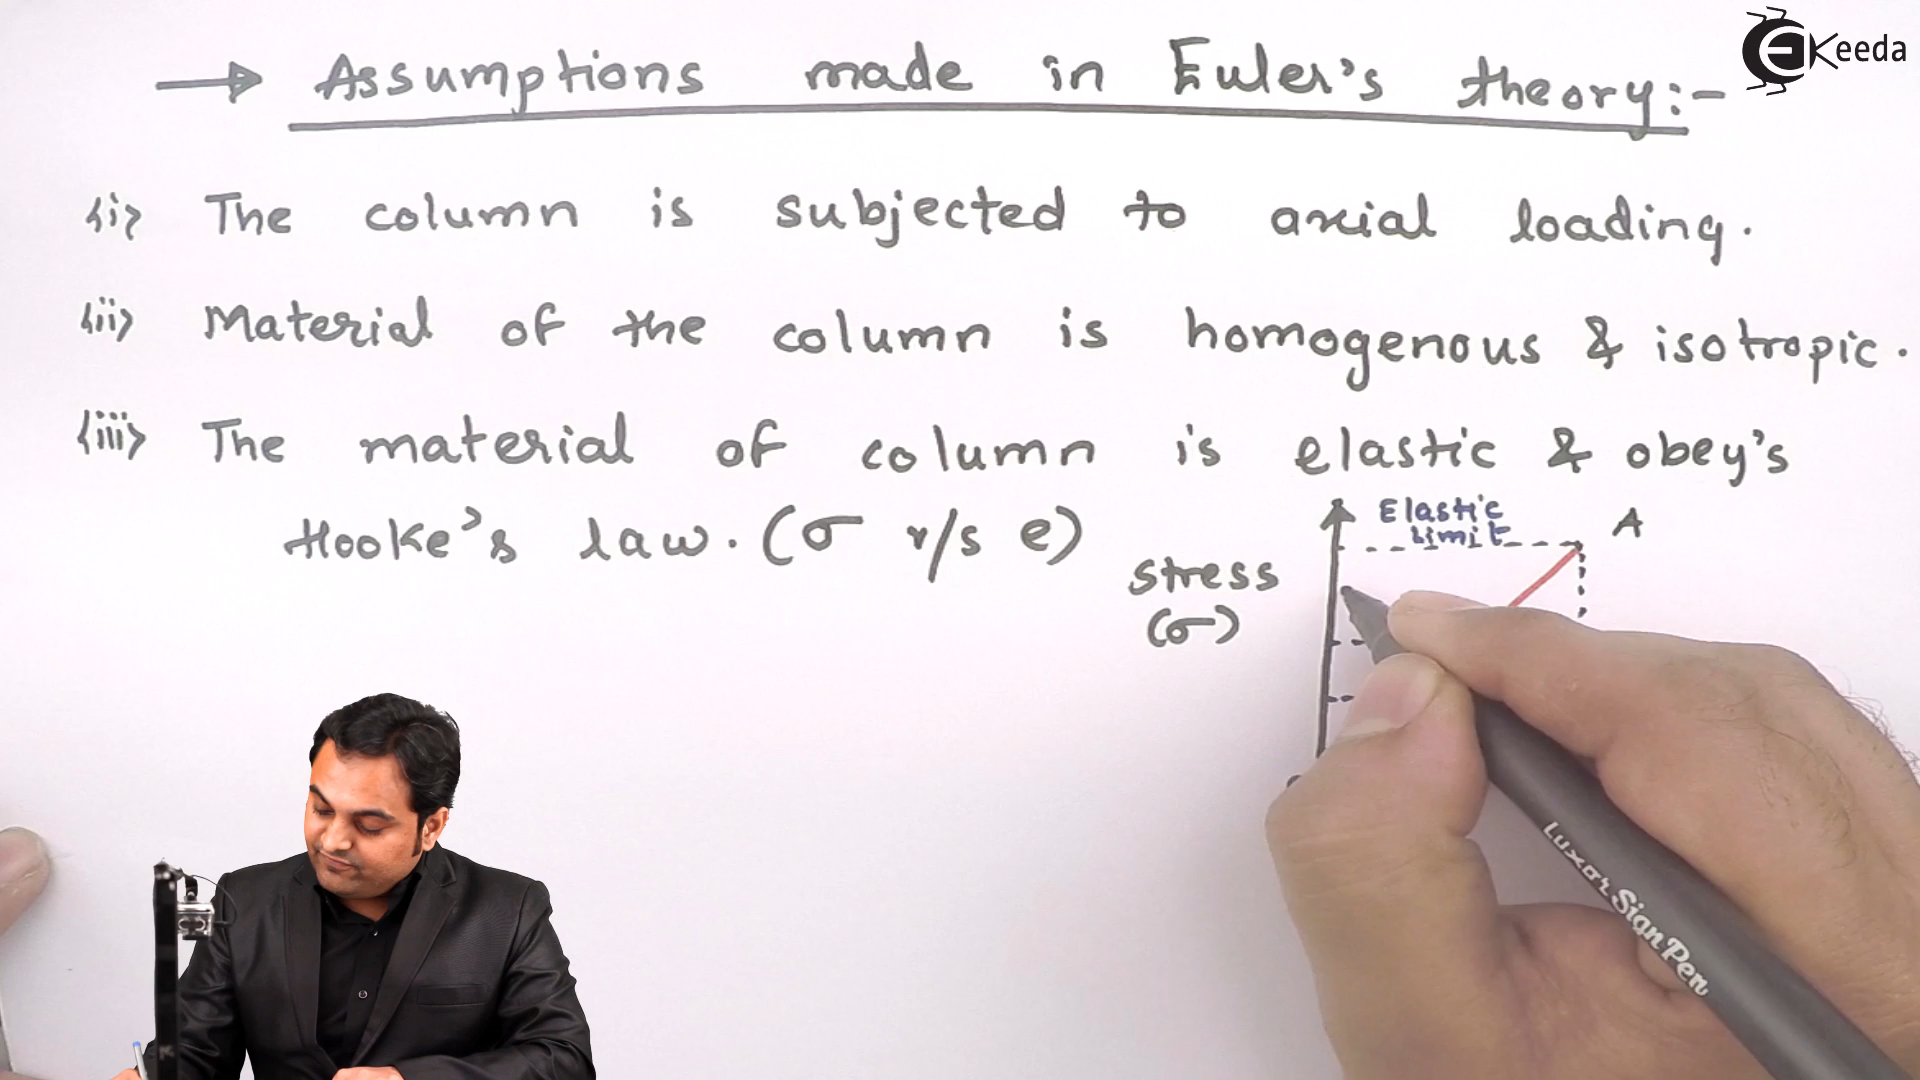 → Assumptions made in Euler's theory:-
EKeeda
(i) The column is subjected to axial loading.
(ii) Material of the column is homogenous & isotropic.
(iii) The material of column is elastic & obey's
Hooke's law. (σ v/s e)
Elastic
Limit
A
Stress
(σ)
Luxor Sign Pen